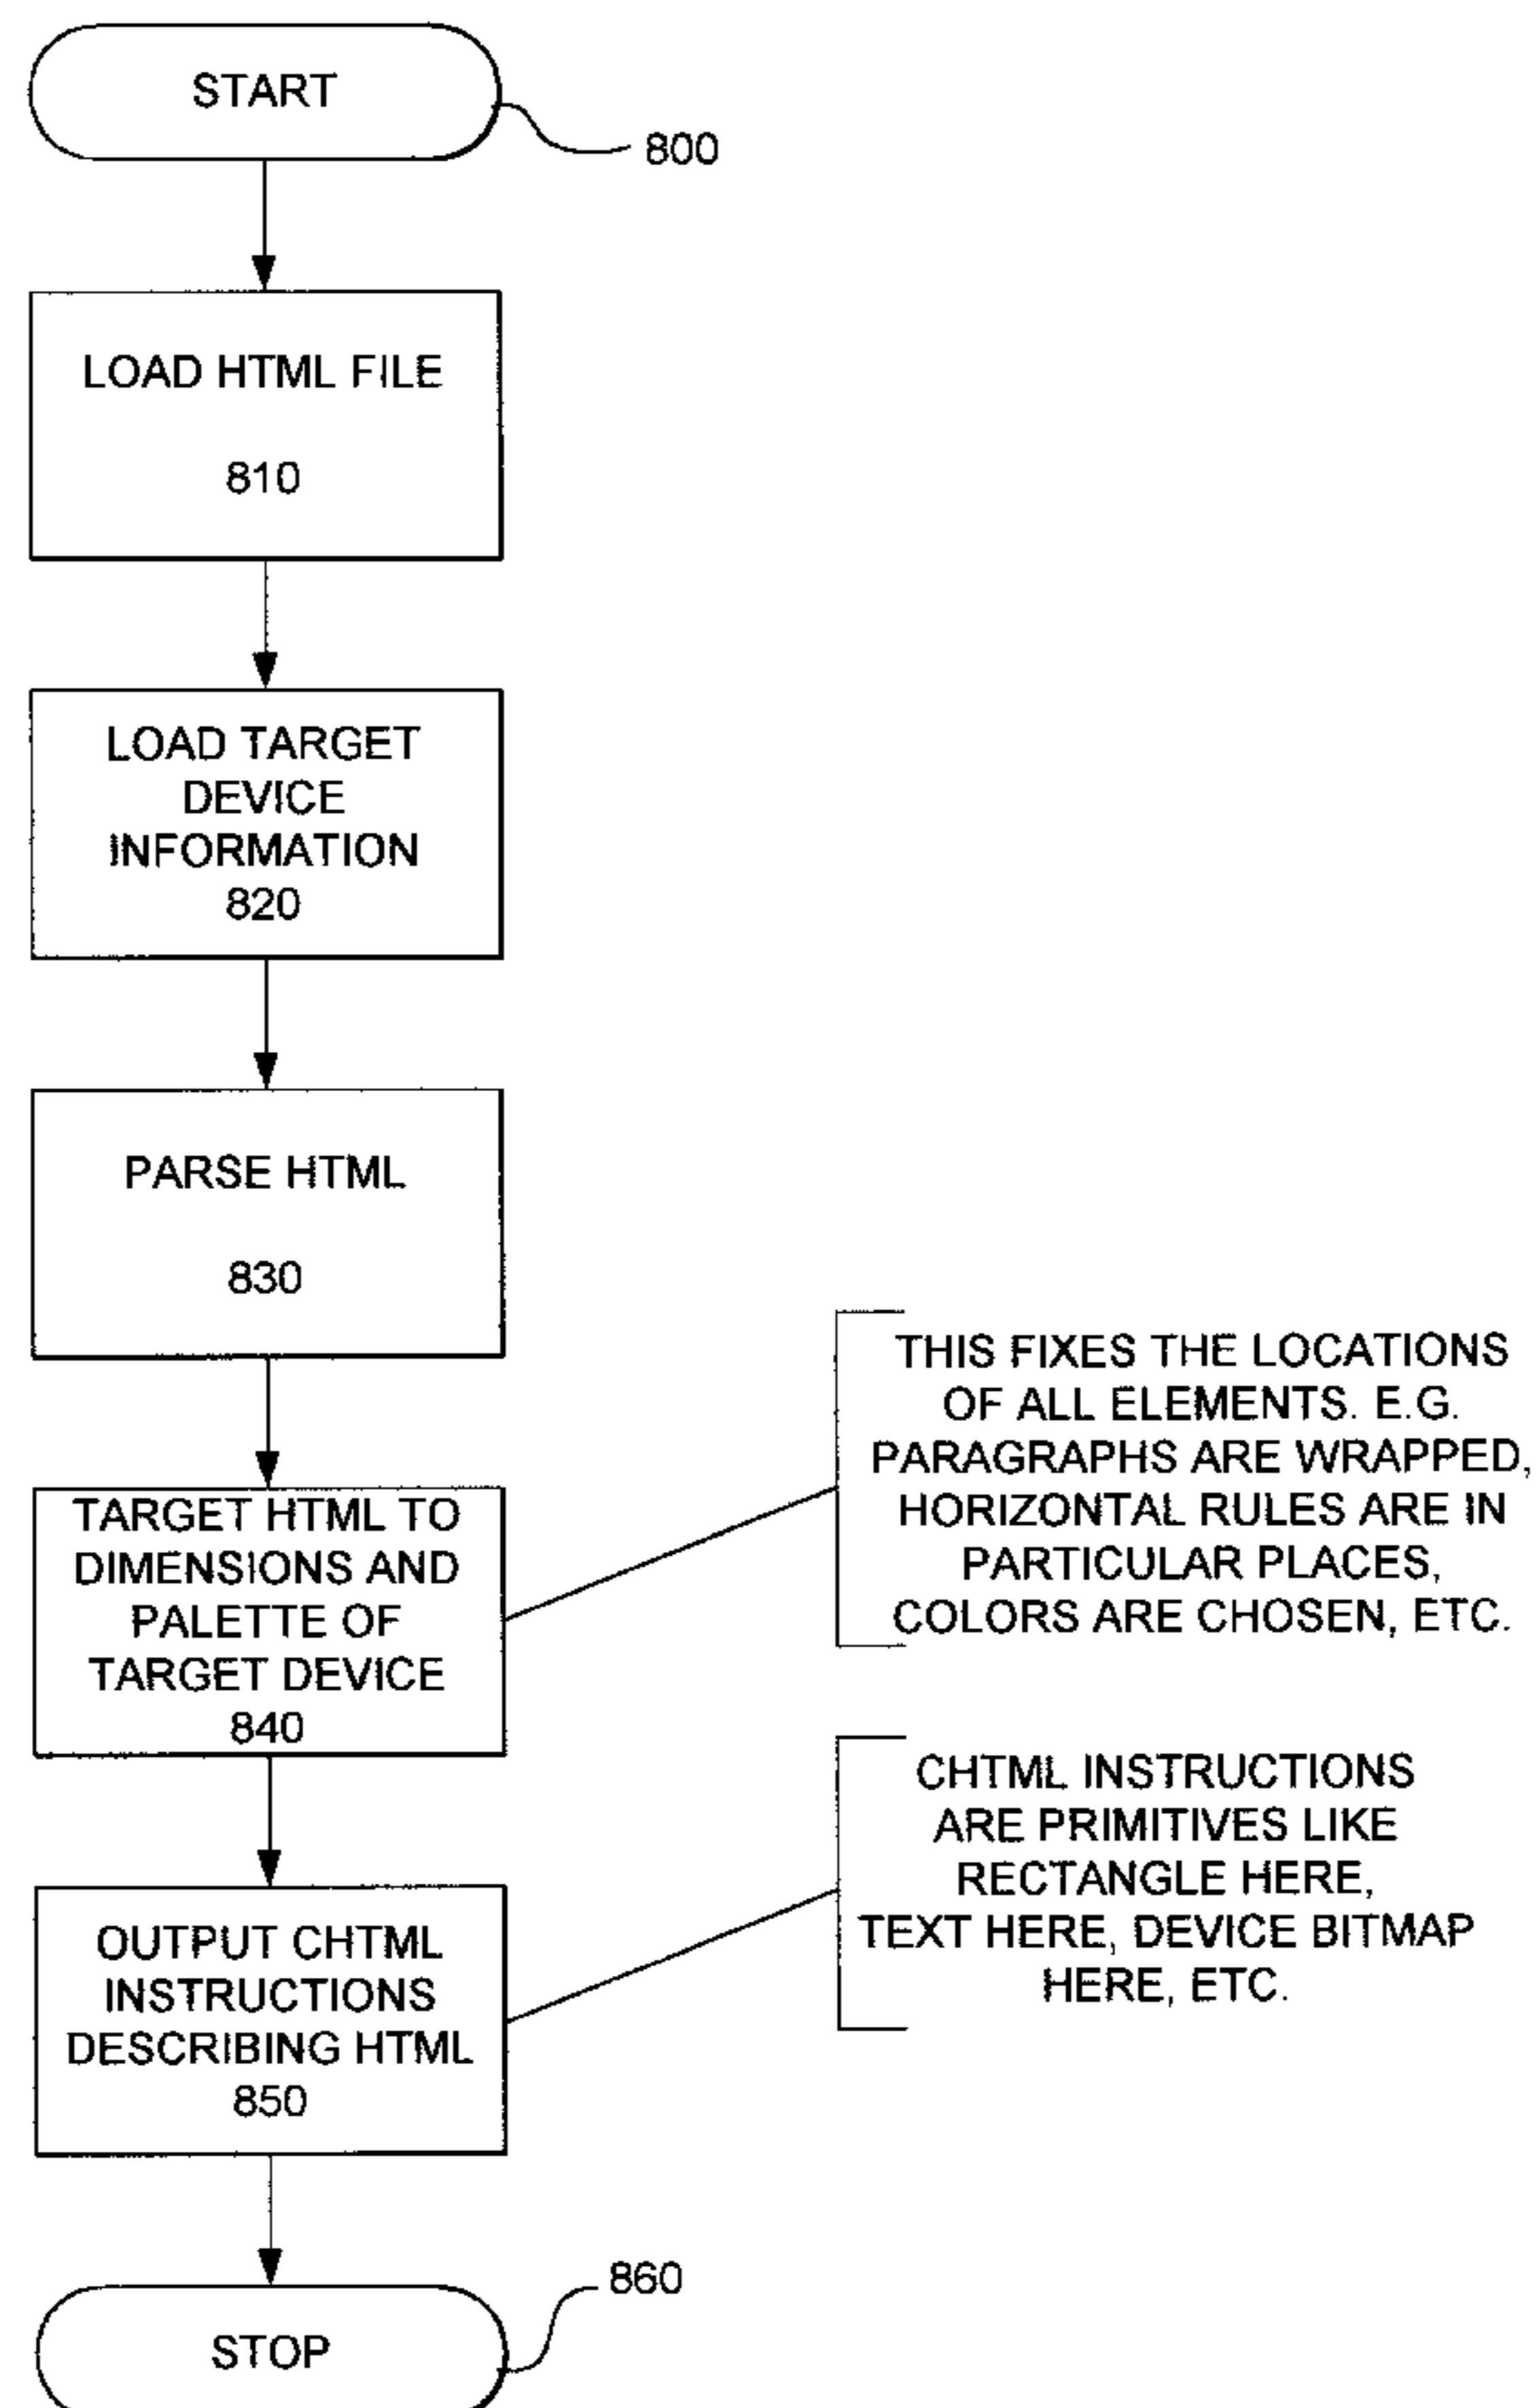 START
800
LOAD HTML FILE
810
LOAD TARGET
DEVICE
INFORMATION
820
PARSE HTML
830
TARGET HTML TO
DIMENSIONS AND
PALETTE OF
TARGET DEVICE
840
THIS FIXES THE LOCATIONS
OF ALL ELEMENTS. E.G.
PARAGRAPHS ARE WRAPPED,
HORIZONTAL RULES ARE IN
PARTICULAR PLACES,
COLORS ARE CHOSEN, ETC.
OUTPUT CHTML
INSTRUCTIONS
DESCRIBING HTML
850
CHTML INSTRUCTIONS
ARE PRIMITIVES LIKE
RECTANGLE HERE,
TEXT HERE, DEVICE BITMAP
HERE, ETC.
860
STOP